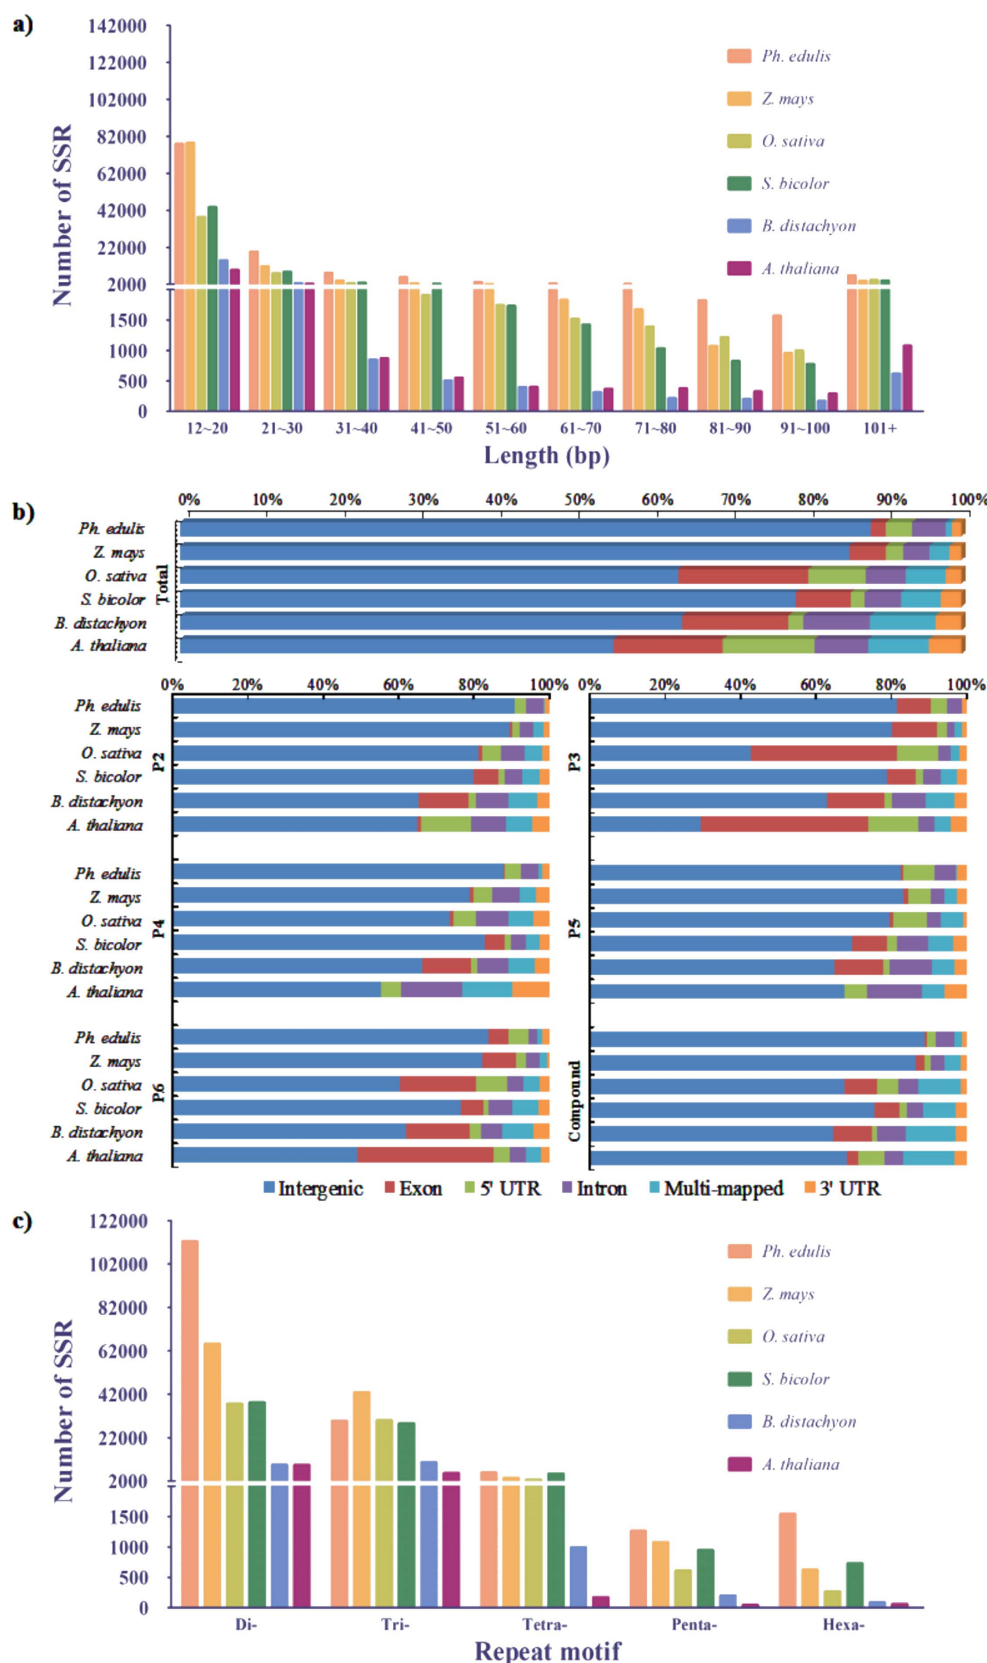 a)
142000
122000
102000
82000
62000
42000
22000
2000
1500
1000
500
0
Number of SSR
Ph. edulis
Z. mays
O. sativa
S. bicolor
B. distachyon
A. thaliana
12~20 21~30 31~40 41~50 51~60 61~70 71~80 81~90 91~100 101+
Length (bp)
b)
0% 10% 20% 30% 40% 50% 60% 70% 80% 90% 100%
Total
Ph. edulis
Z. mays
O. sativa
S. bicolor
B. distachyon
A. thaliana
0% 20% 40% 60% 80% 100%
P2
Ph. edulis
Z. mays
O. sativa
S. bicolor
B. distachyon
A. thaliana
0% 20% 40% 60% 80% 100%
P3
P4
Ph. edulis
Z. mays
O. sativa
S. bicolor
B. distachyon
A. thaliana
P5
P6
Ph. edulis
Z. mays
O. sativa
S. bicolor
B. distachyon
A. thaliana
Compound
Intergenic Exon 5' UTR Intron Multi-mapped 3' UTR
c)
122000
102000
82000
62000
42000
22000
2000
1500
1000
500
0
Number of SSR
Ph. edulis
Z. mays
O. sativa
S. bicolor
B. distachyon
A. thaliana
Di- Tri- Tetra- Penta- Hexa-
Repeat motif